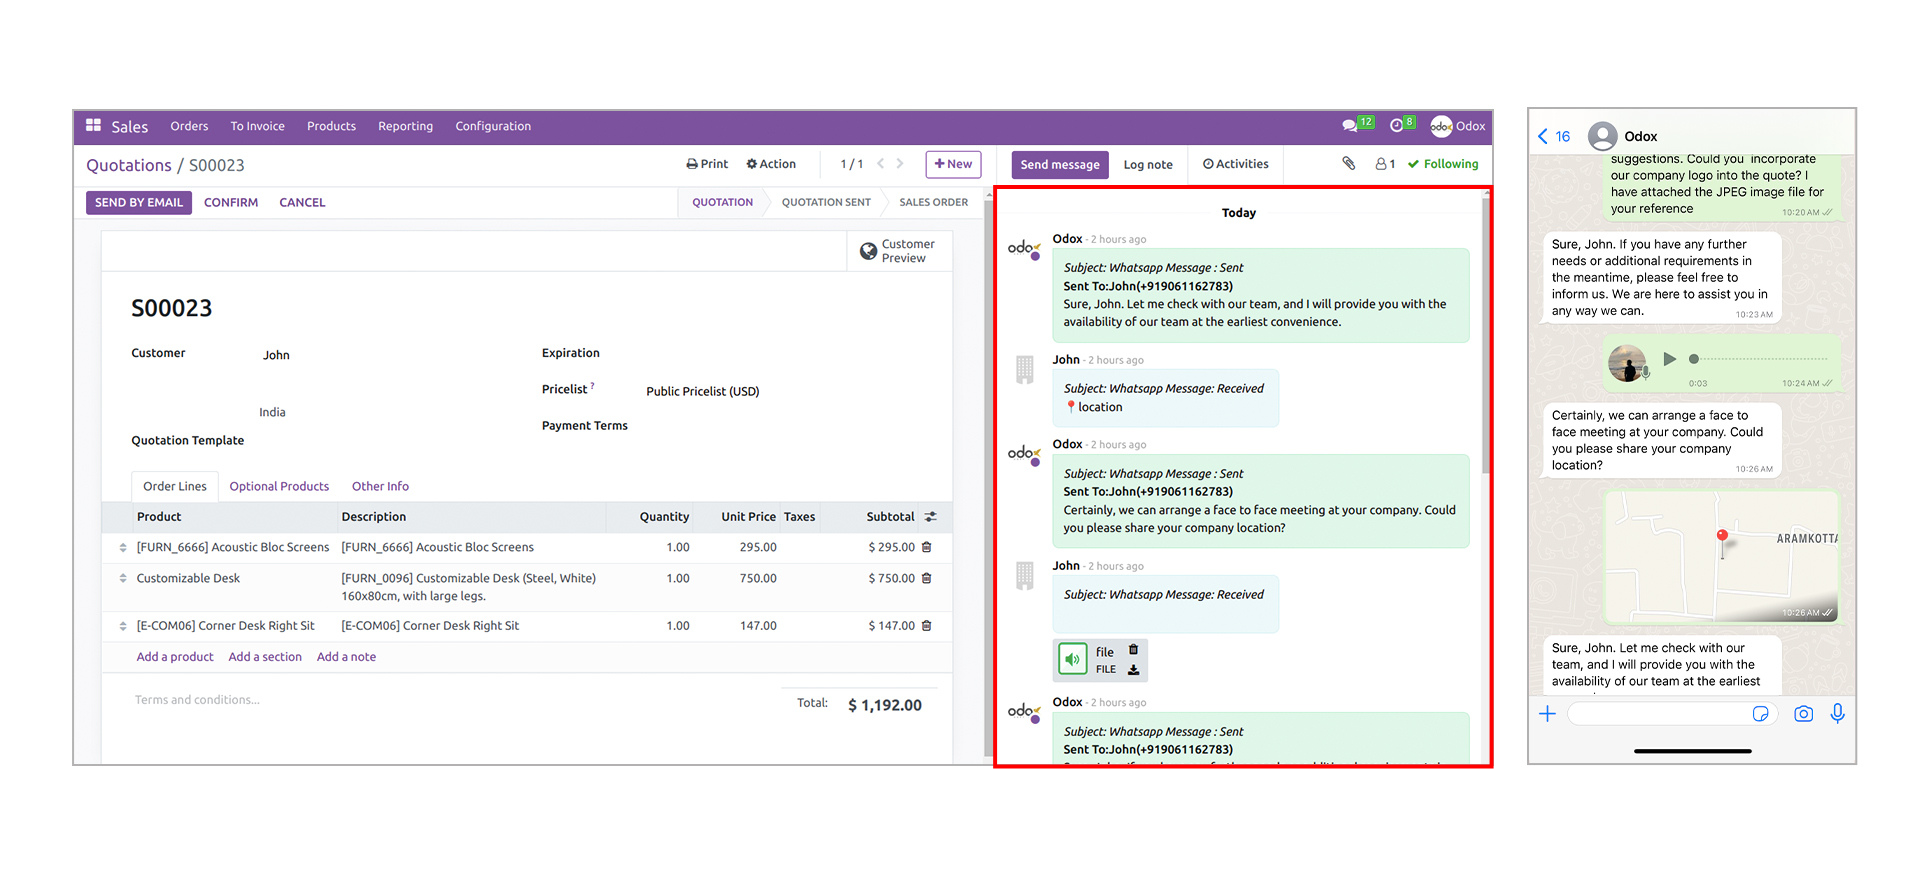 Sales Orders To Invoice Products Reporting Configuration
12 8 odox Odox
Quotations / S00023
Print Action 1 / 1 +New
SEND BY EMAIL CONFIRM CANCEL
QUOTATION QUOTATION SENT SALES ORDER
Customer
Preview
S00023
Customer John
India
Quotation Template
Expiration
Pricelist ? Public Pricelist (USD)
Payment Terms
Order Lines Optional Products Other Info
Product Description Quantity Unit Price Taxes Subtotal
[FURN_6666] Acoustic Bloc Screens [FURN_6666] Acoustic Bloc Screens 1.00 295.00 $ 295.00
Customizable Desk [FURN_0096] Customizable Desk (Steel, White) 1.00 750.00 $ 750.00
160x80cm, with large legs.
[E-COM06] Corner Desk Right Sit [E-COM06] Corner Desk Right Sit 1.00 147.00 $ 147.00
Add a product Add a section Add a note
Terms and conditions...
Total: $ 1,192.00
Send message Log note Activities 1 Following
Today
odox
Odox - 2 hours ago
Subject: Whatsapp Message : Sent
Sent To:John(+919061162783)
Sure, John. Let me check with our team, and I will provide you with the
availability of our team at the earliest convenience.
John - 2 hours ago
Subject: Whatsapp Message: Received
location
odox
Odox - 2 hours ago
Subject: Whatsapp Message : Sent
Sent To:John(+919061162783)
Certainly, we can arrange a face to face meeting at your company. Could
you please share your company location?
John - 2 hours ago
Subject: Whatsapp Message: Received
file
FILE
odox
Odox - 2 hours ago
Subject: Whatsapp Message : Sent
Sent To:John(+919061162783)
16 Odox
suggestions. Could you incorporate
our company logo into the quote? I
have attached the JPEG image file for
your reference
10:20 AM
Sure, John. If you have any further
needs or additional requirements in
the meantime, please feel free to
inform us. We are here to assist you in
any way we can.
10:23 AM
0:03 10:24 AM
Certainly, we can arrange a face to
face meeting at your company. Could
you please share your company
location?
10:26 AM
ARAMKOTTA
10:26 AM
Sure, John. Let me check with our
team, and I will provide you with the
availability of our team at the earliest